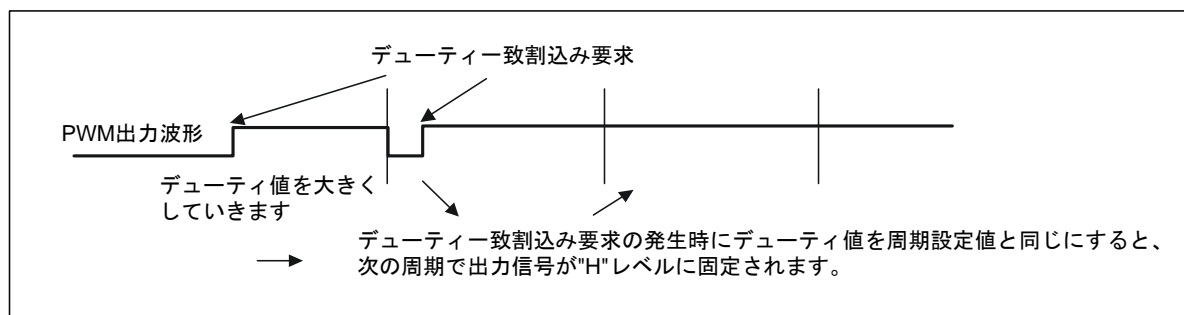 デューティ一致割込み要求
PWM出力波形
デューティ値を大きく
していきます
デューティ一致割込み要求の発生時にデューティ値を周期設定値と同じにすると、
次の周期で出力信号が"H"レベルに固定されます。